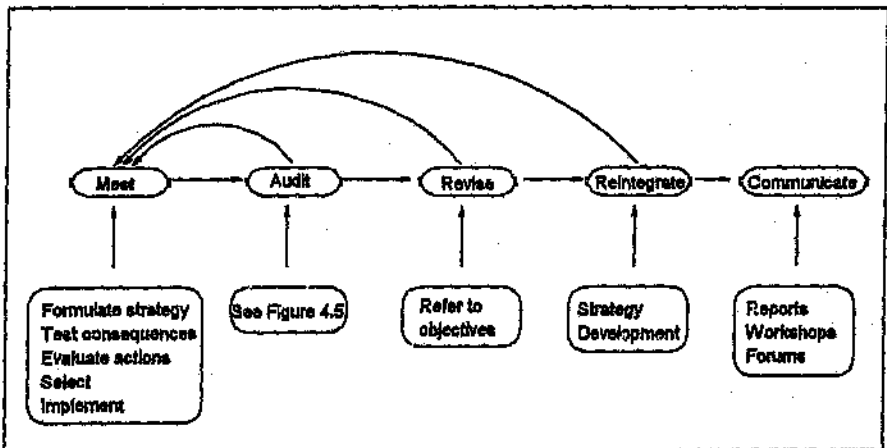 Meet
Audit
Revise
Reintegrate
Communicate
Formulate strategy
Test consequences
Evaluate actions
Select
Implement
See Figure 4.5
Refer to
objectives
Strategy
Development
Reports
Workshops
Forums